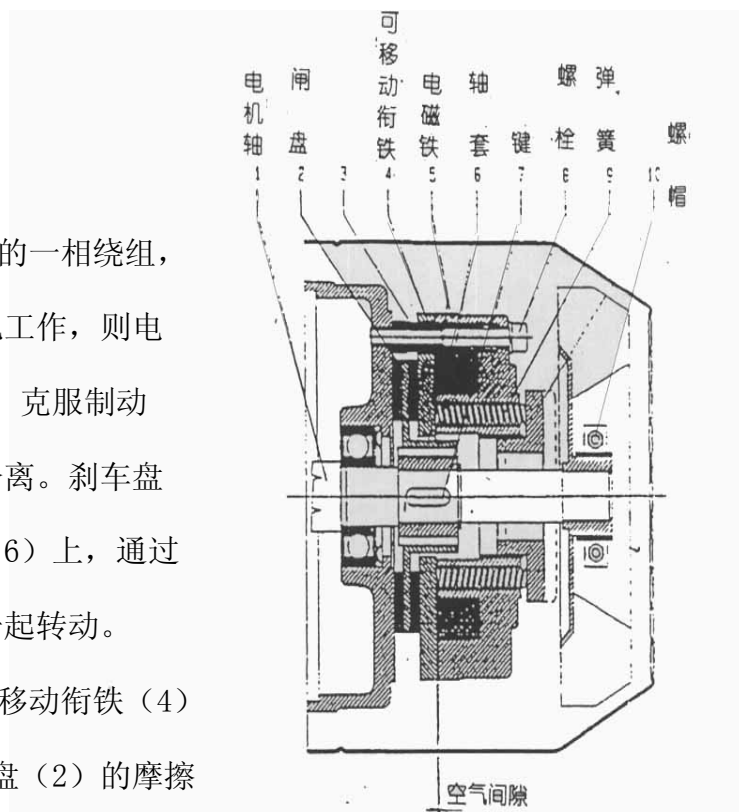 电机轴
1
闸盘
2
3
可移动衔铁
4
电磁铁
5
轴套
6
键
7
螺栓
8
弹簧
9
螺帽
10
的一相绕组，
工作，则电
克服制动
离。刹车盘
6）上，通过
起转动。
移动衔铁（4）
盘（2）的摩擦
空气间隙